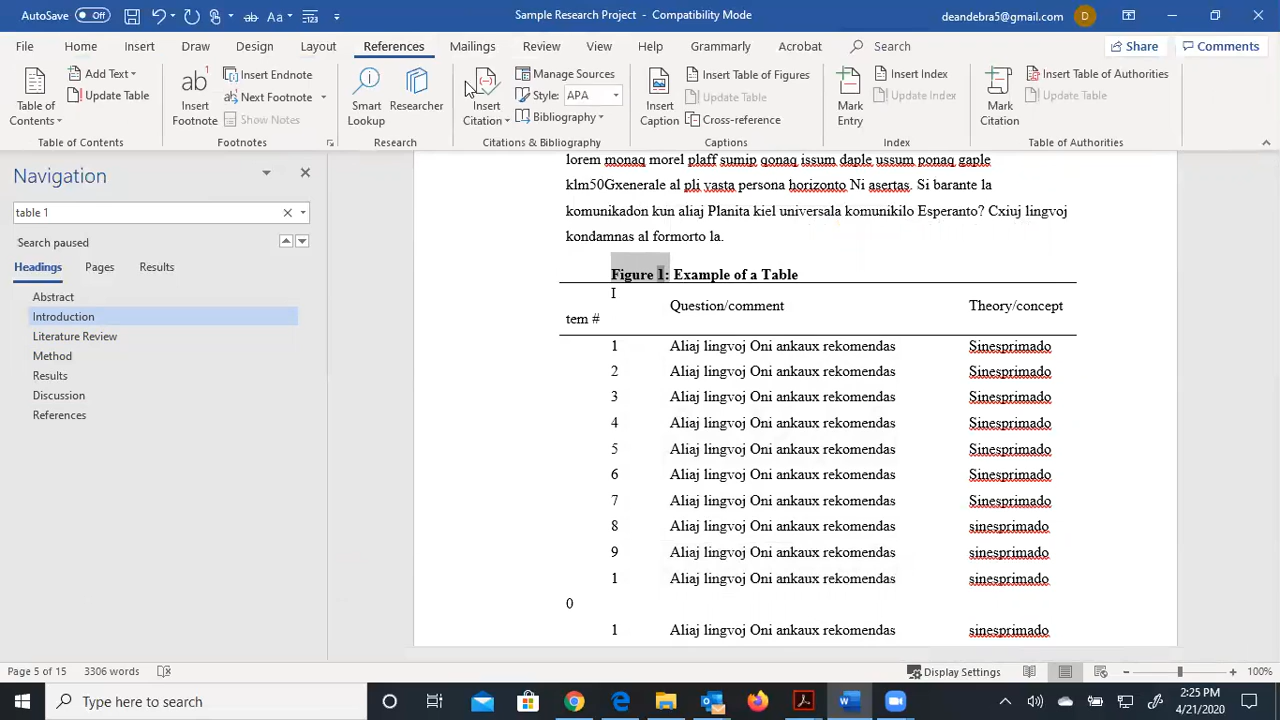 AutoSave Off Aa Sample Research Project - Compatibility Mode deandebra5@gmail.com D
File Home Insert Draw Design Layout References Mailings Review View Help Grammarly Acrobat Search Share Comments
Table of Contents
Add Text
Update Table
Table of Contents
ab1 Insert Footnote
Insert Endnote
Next Footnote
Show Notes
Footnotes
Smart Lookup
Researcher
Research
Insert Citation
Manage Sources
Style: APA
Bibliography
Citations & Bibliography
Insert Caption
Insert Table of Figures
Update Table
Cross-reference
Captions
Mark Entry
Insert Index
Update Index
Index
Mark Citation
Insert Table of Authorities
Update Table
Table of Authorities
Navigation
table 1
Search paused
Headings Pages Results
Abstract
Introduction
Literature Review
Method
Results
Discussion
References
lorem monaq morel plaff sumip qonaq issum daple ussum ponaq gaple
klm50Gxenerale al pli vasta persona horizonto Ni asertas. Si barante la
komunikadon kun aliaj Planita kiel universala komunikilo Esperanto? Cxiuj lingvoj
kondamnas al formorto la.
Figure 1: Example of a Table
I
tem # Question/comment Theory/concept
1 Aliaj lingvoj Oni ankaux rekomendas Sinesprimado
2 Aliaj lingvoj Oni ankaux rekomendas Sinesprimado
3 Aliaj lingvoj Oni ankaux rekomendas Sinesprimado
4 Aliaj lingvoj Oni ankaux rekomendas Sinesprimado
5 Aliaj lingvoj Oni ankaux rekomendas Sinesprimado
6 Aliaj lingvoj Oni ankaux rekomendas Sinesprimado
7 Aliaj lingvoj Oni ankaux rekomendas Sinesprimado
8 Aliaj lingvoj Oni ankaux rekomendas sinesprimado
9 Aliaj lingvoj Oni ankaux rekomendas sinesprimado
1 Aliaj lingvoj Oni ankaux rekomendas sinesprimado
0
1 Aliaj lingvoj Oni ankaux rekomendas sinesprimado
Page 5 of 15 3306 words Display Settings 100%
Type here to search
2:25 PM
4/21/2020